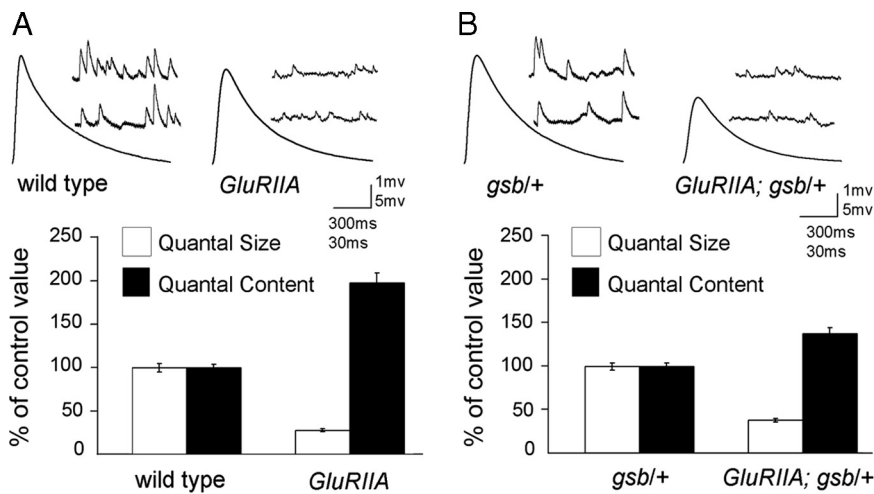 A
wild type
GluRIIA
1mv
5mv
300ms
30ms
250
200
150
100
50
0
% of control value
Quantal Size
Quantal Content
wild type
GluRIIA
B
gsb/+
GluRIIA; gsb/+
1mv
5mv
300ms
30ms
250
200
150
100
50
0
% of control value
Quantal Size
Quantal Content
gsb/+
GluRIIA; gsb/+